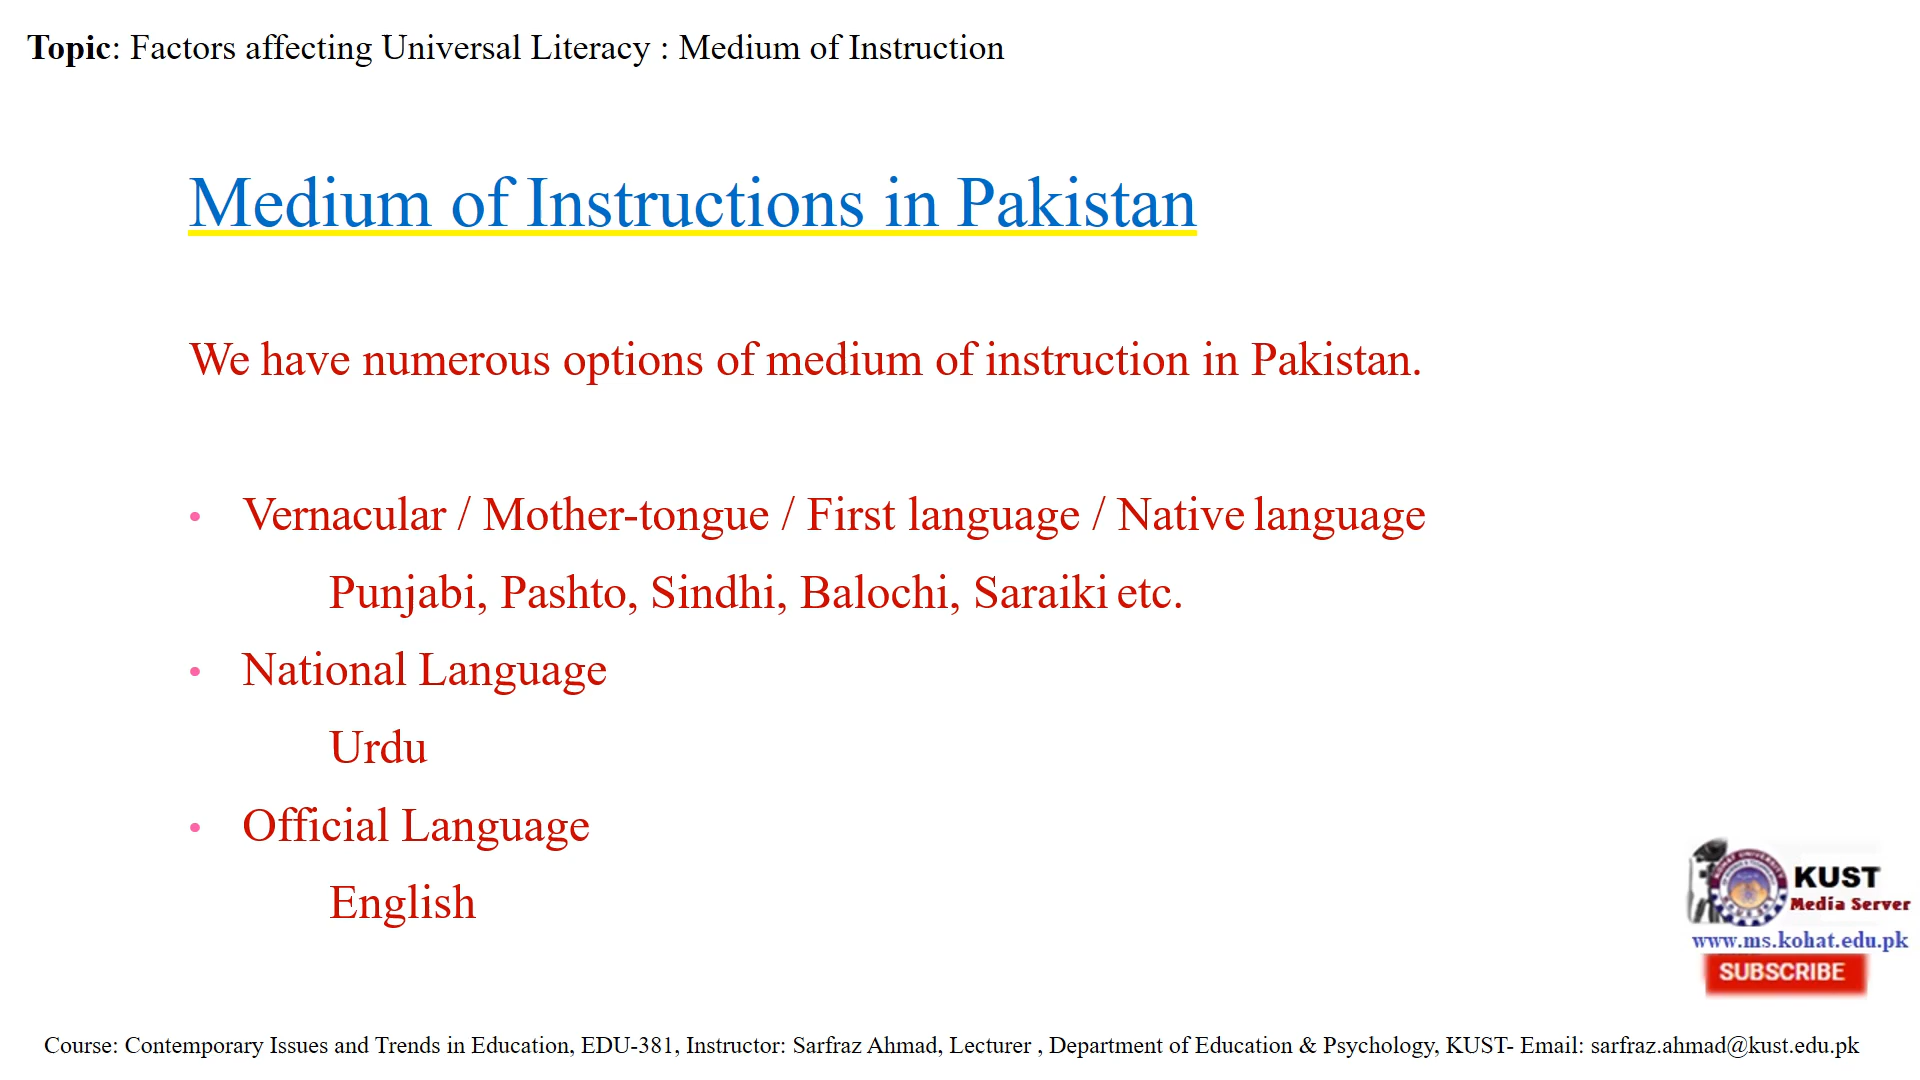 Topic: Factors affecting Universal Literacy : Medium of Instruction
Medium of Instructions in Pakistan
We have numerous options of medium of instruction in Pakistan.
• Vernacular / Mother-tongue / First language / Native language
Punjabi, Pashto, Sindhi, Balochi, Saraiki etc.
• National Language
Urdu
• Official Language
English
KUST
Media Server
www.ms.kohat.edu.pk
SUBSCRIBE
Course: Contemporary Issues and Trends in Education, EDU-381, Instructor: Sarfraz Ahmad, Lecturer , Department of Education & Psychology, KUST- Email: sarfraz.ahmad@kust.edu.pk